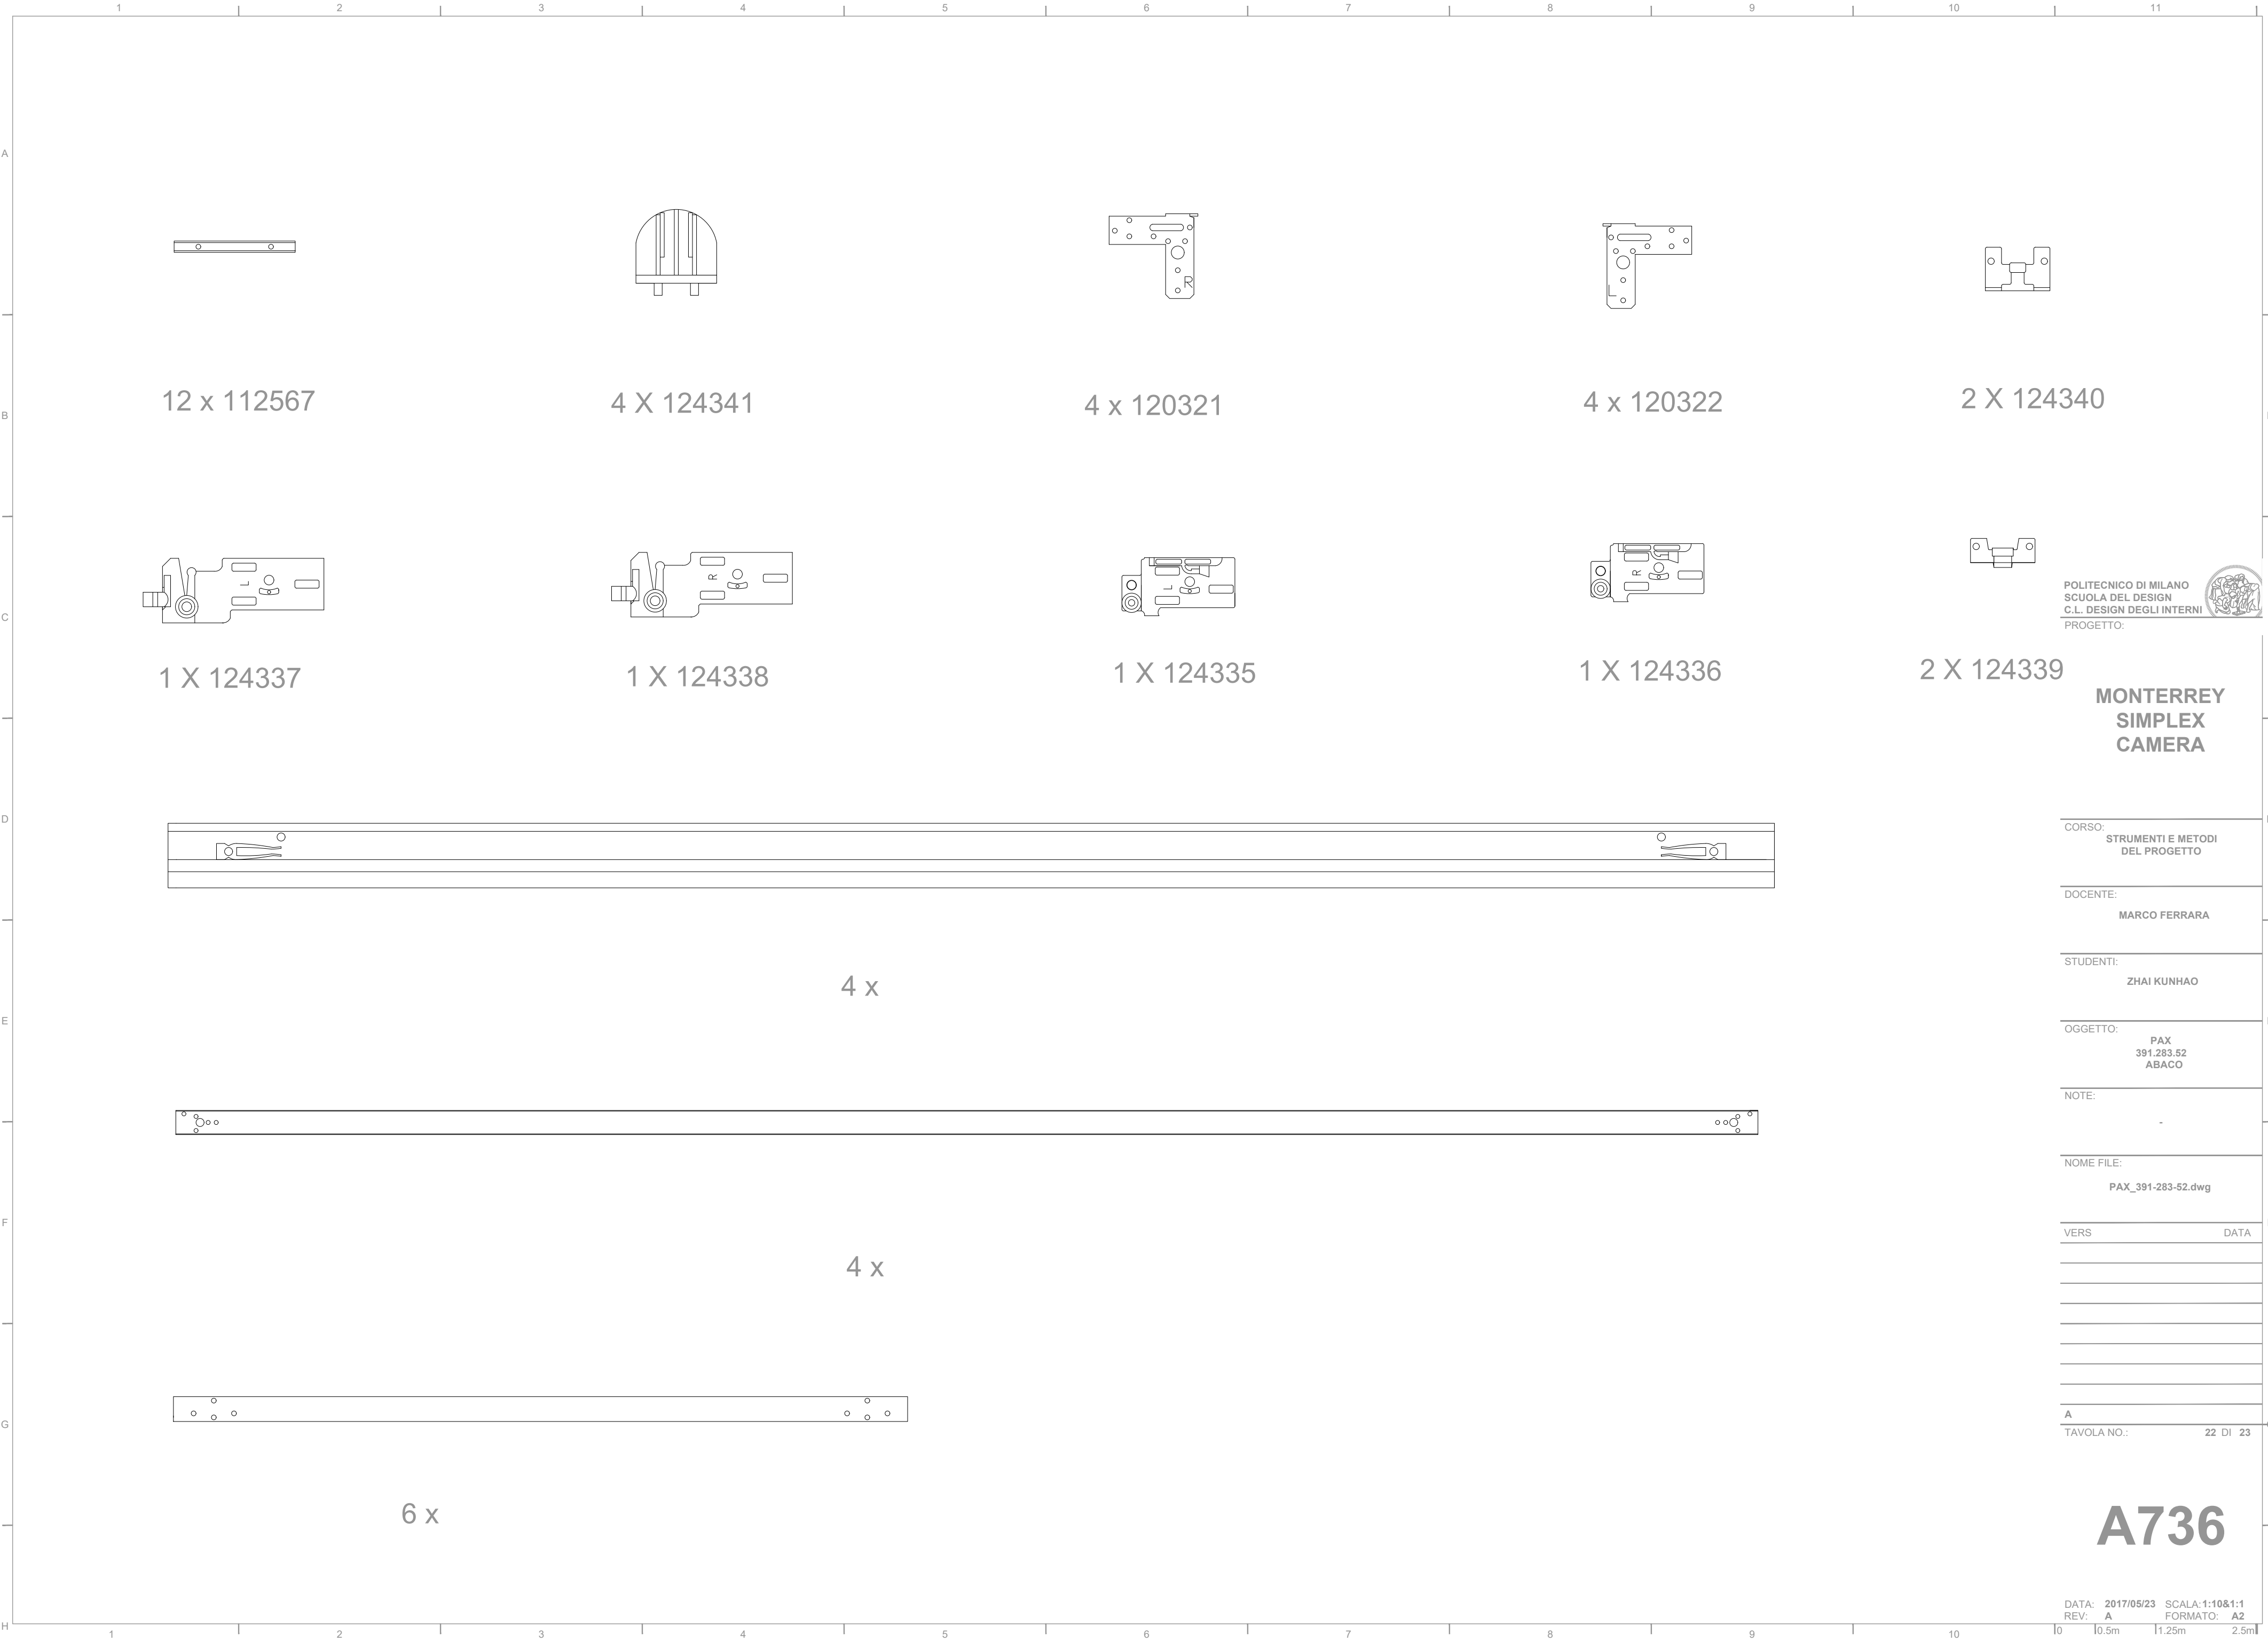 1 2 3 4 5 6 7 8 9 10 11
A
R
L
12 x 112567
4 X 124341
4 x 120321
4 x 120322
2 X 124340
B
L
R
L
R
C
1 X 124337
1 X 124338
1 X 124335
1 X 124336
2 X 124339
D
4 x
E
4 x
F
G
6 x
H
1 2 3 4 5 6 7 8 9 10
POLITECNICO DI MILANO
SCUOLA DEL DESIGN
C.L. DESIGN DEGLI INTERNI
PROGETTO:
MONTERREY
SIMPLEX
CAMERA
CORSO:
STRUMENTI E METODI
DEL PROGETTO
DOCENTE:
MARCO FERRARA
STUDENTI:
ZHAI KUNHAO
OGGETTO:
PAX
391.283.52
ABACO
NOTE:
-
NOME FILE:
PAX_391-283-52.dwg
VERS DATA
A
TAVOLA NO.: 22 DI 23
A736
DATA: 2017/05/23 SCALA:1:10&1:1
REV: A FORMATO: A2
0 0.5m 1.25m 2.5m